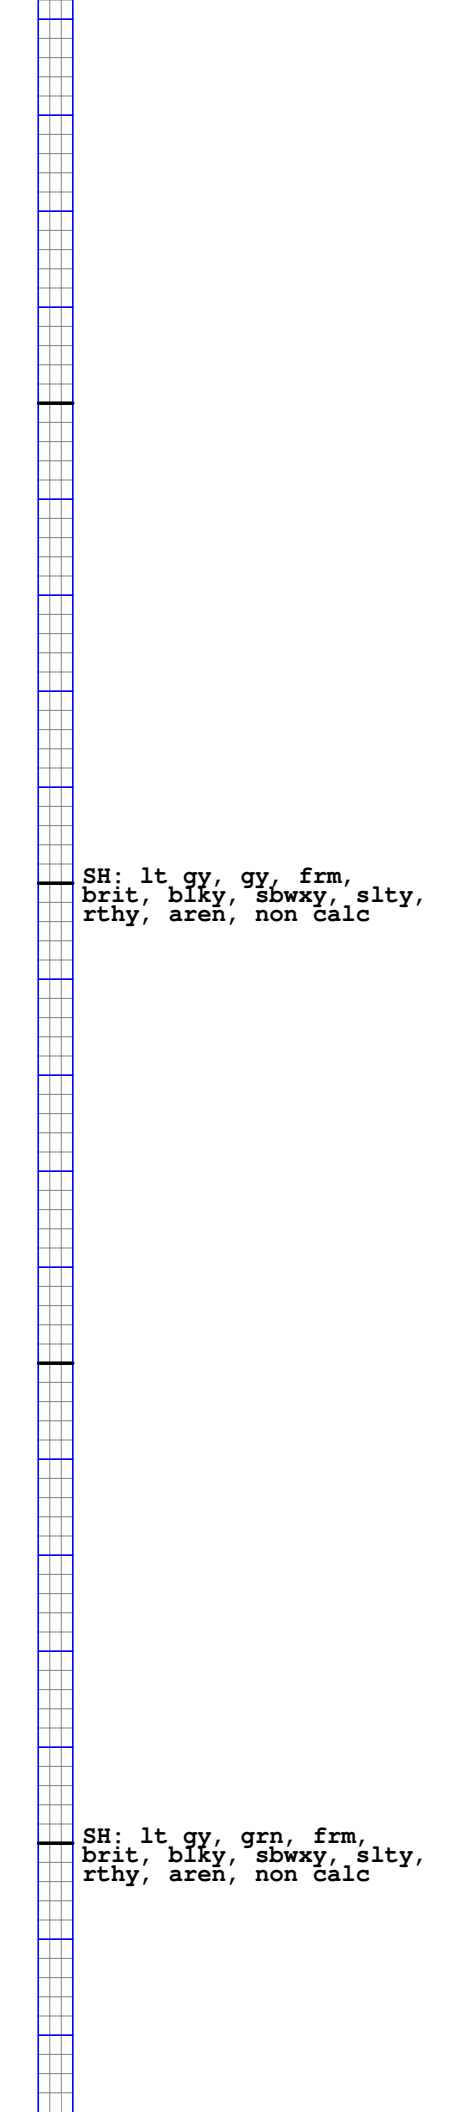 SH: lt gy, gy, frm,
brit, blky, sbwxy, slty,
rthy, aren, non calc
SH: lt gy, grn, frm,
brit, blky, sbwxy, slty,
rthy, aren, non calc